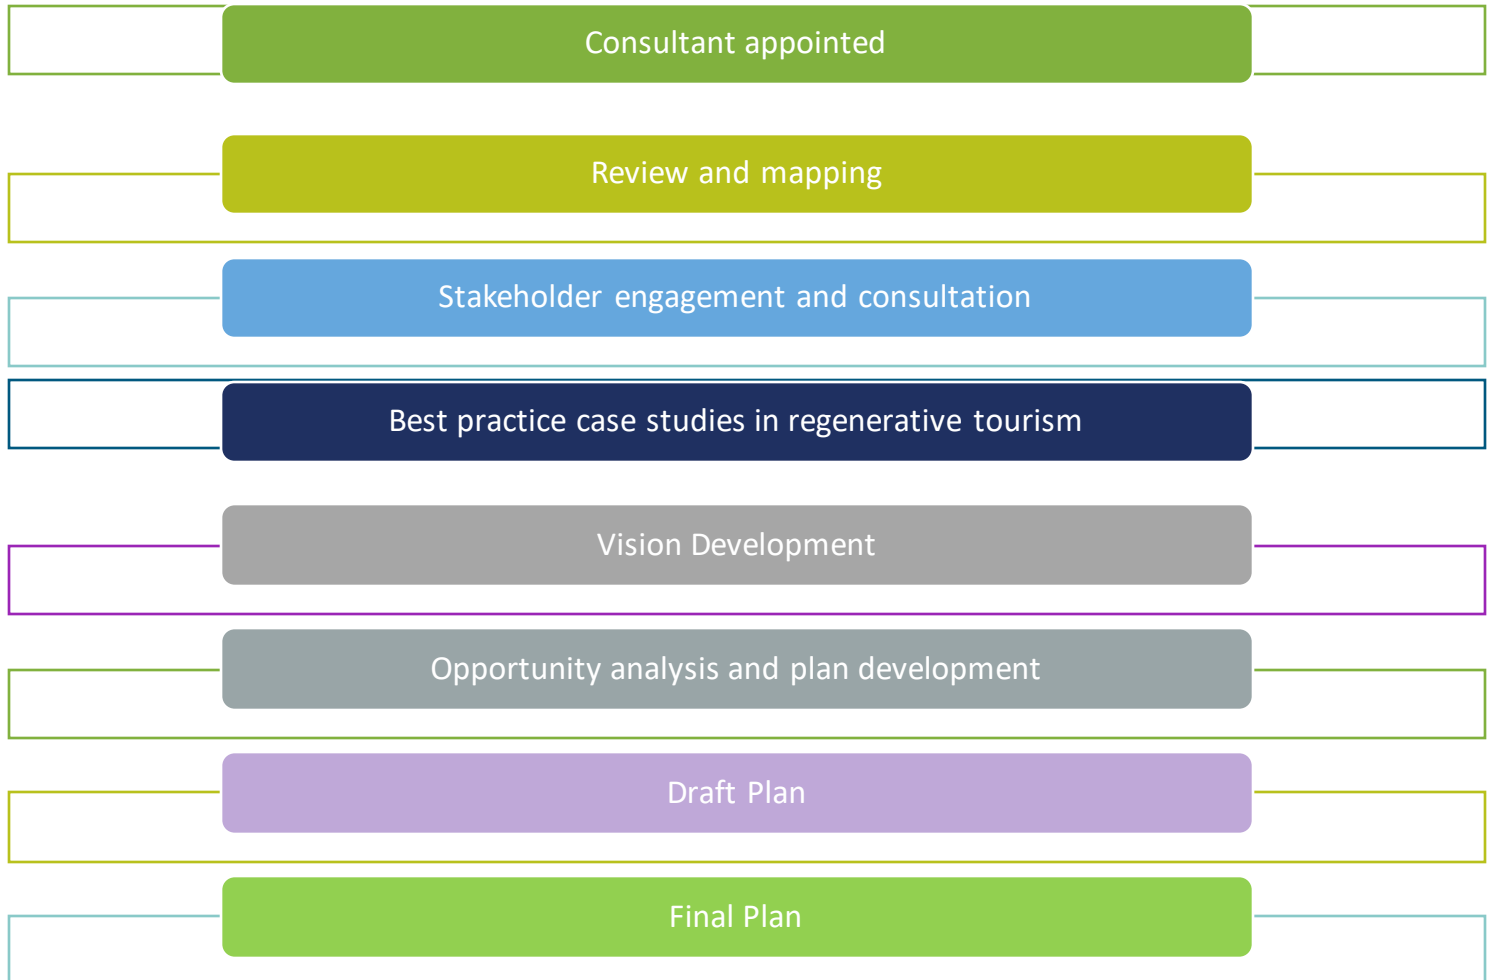 Consultant appointed
Review and mapping
Stakeholder engagement and consultation
Best practice case studies in regenerative tourism
Vision Development
Opportunity analysis and plan development
Draft Plan
Final Plan